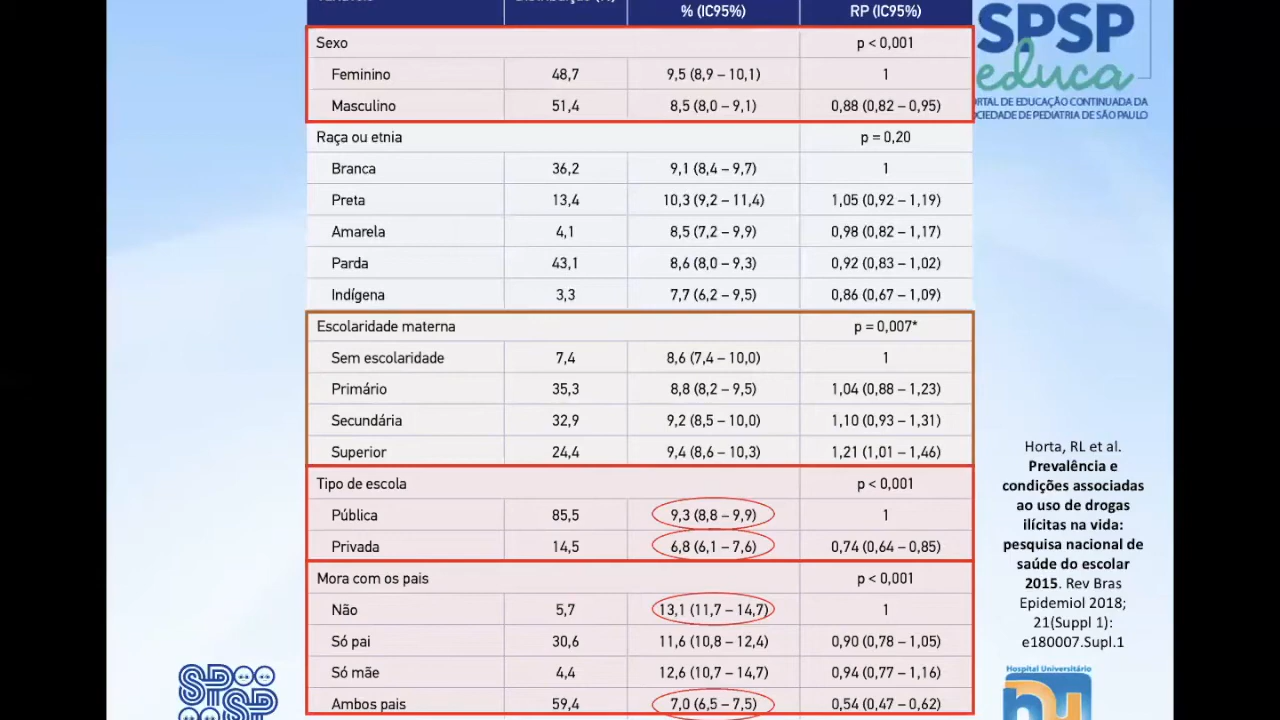 % (IC95%) RP (IC95%)
Sexo p < 0,001
Feminino 48,7 9,5 (8,9 – 10,1) 1
Masculino 51,4 8,5 (8,0 – 9,1) 0,88 (0,82 – 0,95)
Raça ou etnia p = 0,20
Branca 36,2 9,1 (8,4 – 9,7) 1
Preta 13,4 10,3 (9,2 – 11,4) 1,05 (0,92 – 1,19)
Amarela 4,1 8,5 (7,2 – 9,9) 0,98 (0,82 – 1,17)
Parda 43,1 8,6 (8,0 – 9,3) 0,92 (0,83 – 1,02)
Indígena 3,3 7,7 (6,2 – 9,5) 0,86 (0,67 – 1,09)
Escolaridade materna p = 0,007*
Sem escolaridade 7,4 8,6 (7,4 – 10,0) 1
Primário 35,3 8,8 (8,2 – 9,5) 1,04 (0,88 – 1,23)
Secundária 32,9 9,2 (8,5 – 10,0) 1,10 (0,93 – 1,31)
Superior 24,4 9,4 (8,6 – 10,3) 1,21 (1,01 – 1,46)
Tipo de escola p < 0,001
Pública 85,5 9,3 (8,8 – 9,9) 1
Privada 14,5 6,8 (6,1 – 7,6) 0,74 (0,64 – 0,85)
Mora com os pais p < 0,001
Não 5,7 13,1 (11,7 – 14,7) 1
Só pai 30,6 11,6 (10,8 – 12,4) 0,90 (0,78 – 1,05)
Só mãe 4,4 12,6 (10,7 – 14,7) 0,94 (0,77 – 1,16)
Ambos pais 59,4 7,0 (6,5 – 7,5) 0,54 (0,47 – 0,62)
SPSP
educa
RTAL DE EDUCAÇÃO CONTINUADA DA
CIEDADE DE PEDIATRIA DE SÃO PAULO
Horta, RL et al.
Prevalência e
condições associadas
ao uso de drogas
ilícitas na vida:
pesquisa nacional de
saúde do escolar
2015. Rev Bras
Epidemiol 2018;
21(Suppl 1):
e180007.Supl.1
SP
SP
Hospital Universitário
hu